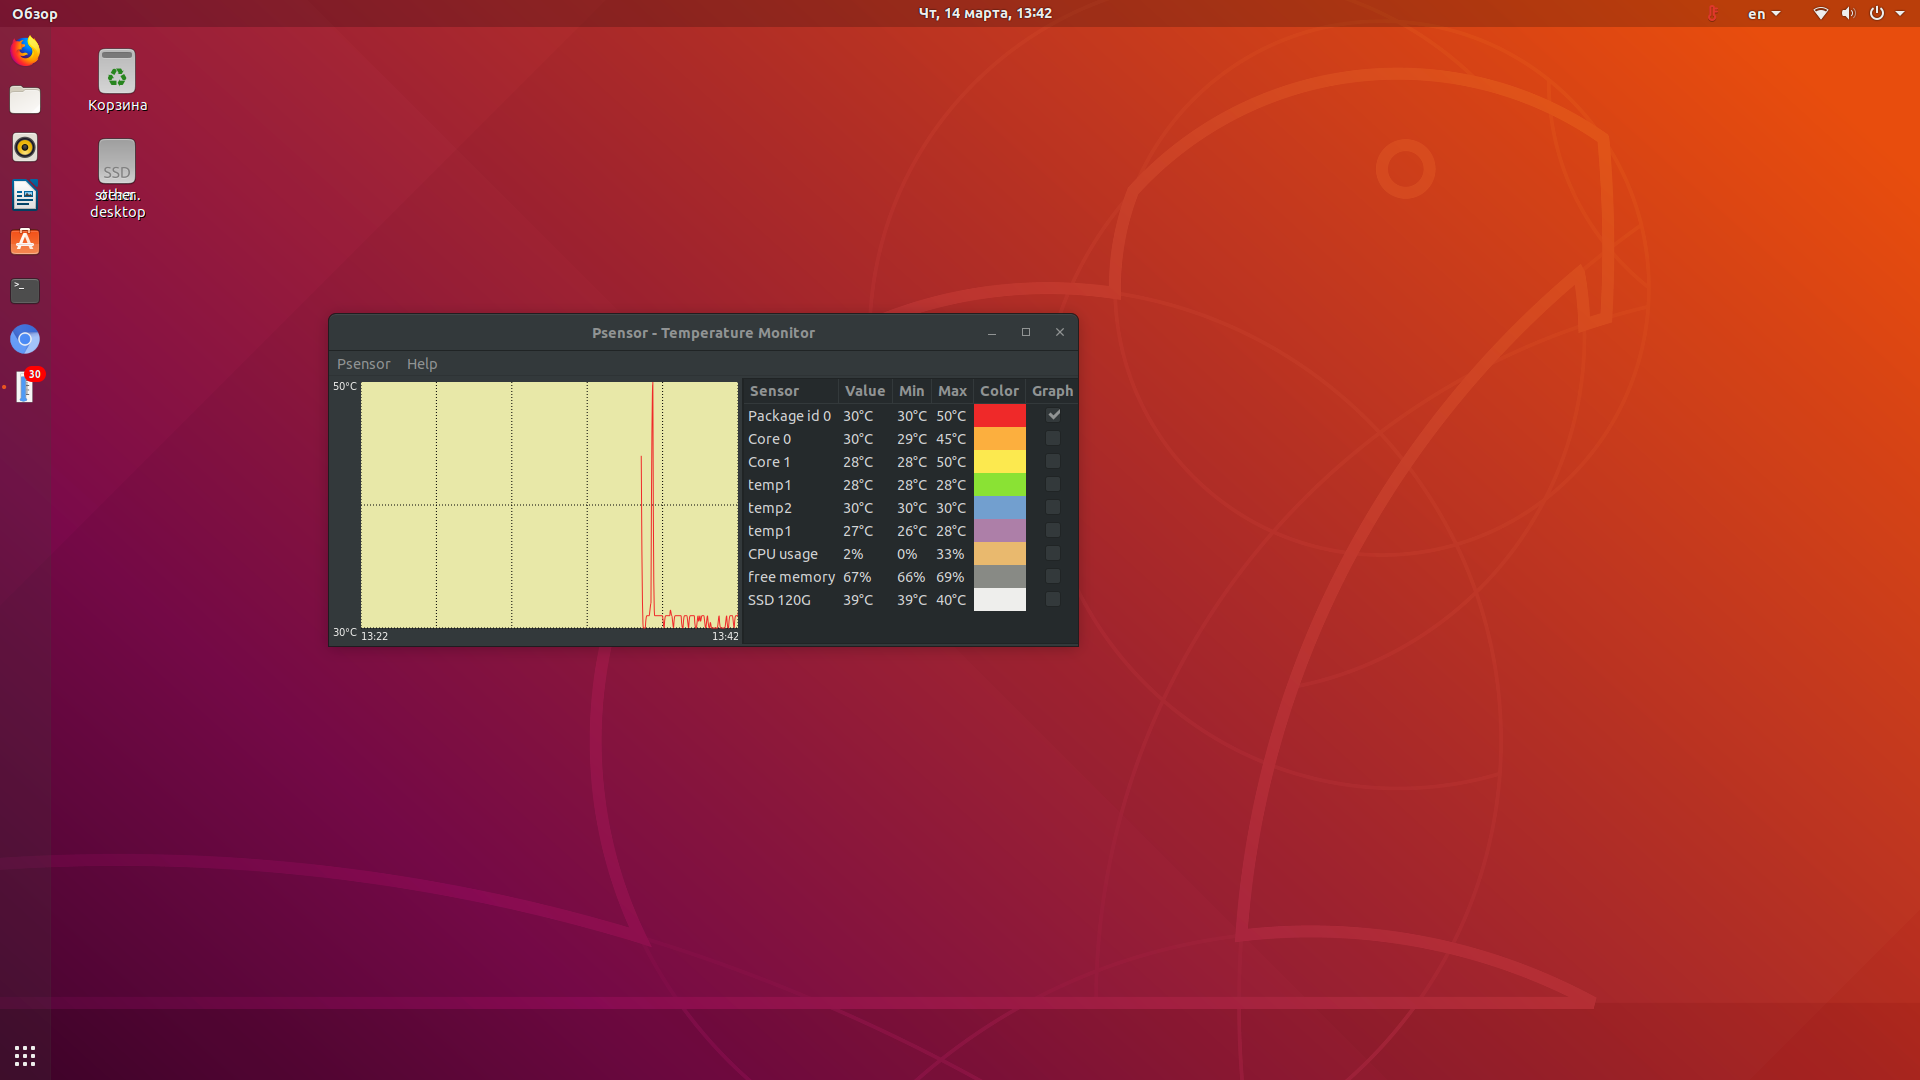 Обзор
Чт, 14 марта, 13:42
en
Корзина
SSD
desktop
30
>_
Psensor - Temperature Monitor
Psensor Help
50°C
30°C
13:22
13:42
Sensor Value Min Max Color Graph
Package id 0 30°C 30°C 50°C
Core 0 30°C 29°C 45°C
Core 1 28°C 28°C 50°C
temp1 28°C 28°C 28°C
temp2 30°C 30°C 30°C
temp1 27°C 26°C 28°C
CPU usage 2% 0% 33%
free memory 67% 66% 69%
SSD 120G 39°C 39°C 40°C